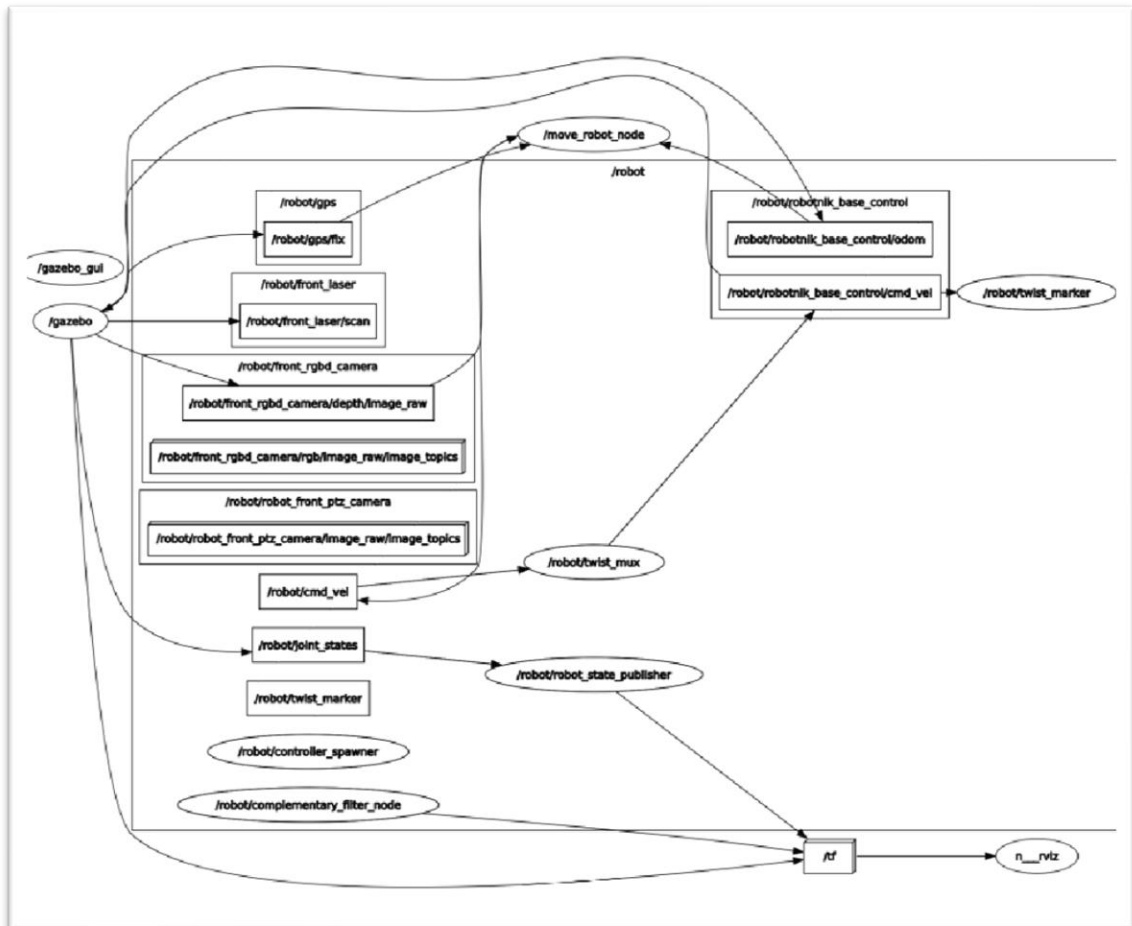 /move_robot_node
/robot
/robot/gps
/robot/gps/fix
/robot/robotnik_base_control
/robot/robotnik_base_control/odom
/robot/robotnik_base_control/cmd_vel
/robot/twist_marker
/gazebo_gui
/gazebo
/robot/front_laser
/robot/front_laser/scan
/robot/front_rgbd_camera
/robot/front_rgbd_camera/depth/image_raw
/robot/front_rgbd_camera/rgb/image_raw/image_topics
/robot/robot_front_ptz_camera
/robot/robot_front_ptz_camera/image_raw/image_topics
/robot/cmd_vel
/robot/twist_mux
/robot/joint_states
/robot/robot_state_publisher
/robot/twist_marker
/robot/controller_spawner
/robot/complementary_filter_node
/tf
n__rviz